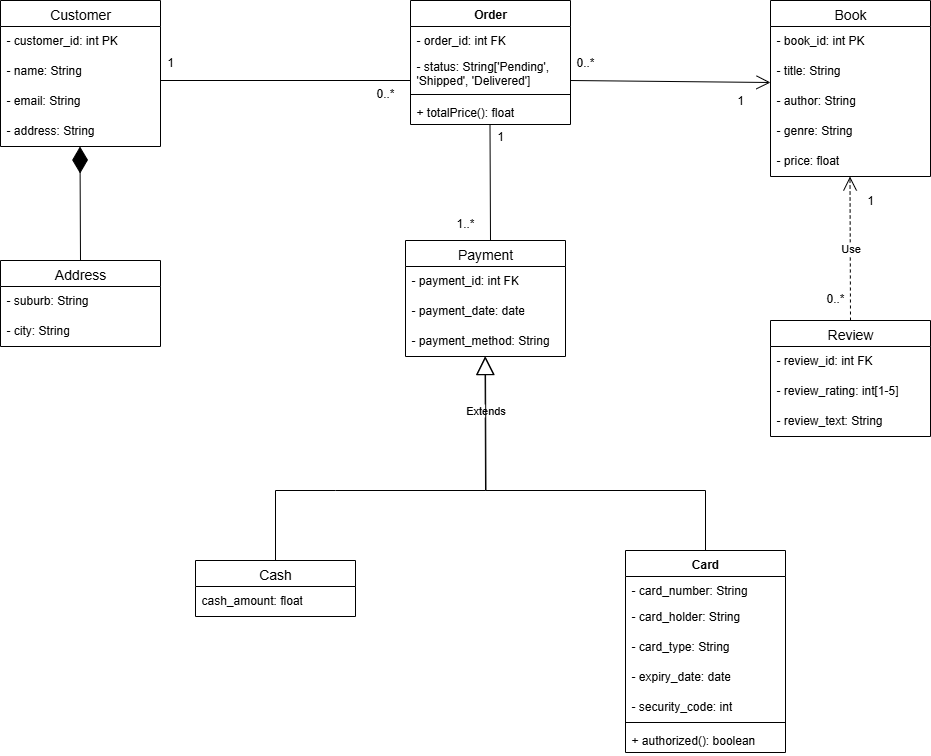 Customer
- customer_id: int PK
- name: String
- email: String
- address: String
1
0..*
Order
- order_id: int FK
- status: String['Pending',
'Shipped', 'Delivered']
+ totalPrice(): float
0..*
1
Book
- book_id: int PK
- title: String
- author: String
- genre: String
- price: float
1
1..*
Address
- suburb: String
- city: String
Payment
- payment_id: int FK
- payment_date: date
- payment_method: String
1
Use
0..*
Review
- review_id: int FK
- review_rating: int[1-5]
- review_text: String
Extends
Cash
cash_amount: float
Card
- card_number: String
- card_holder: String
- card_type: String
- expiry_date: date
- security_code: int
+ authorized(): boolean